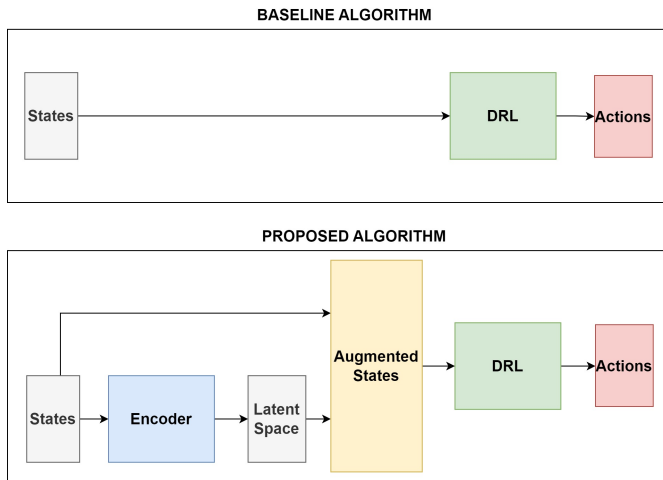 BASELINE ALGORITHM
States
DRL
Actions
PROPOSED ALGORITHM
States
Encoder
Latent
Space
Augmented
States
DRL
Actions